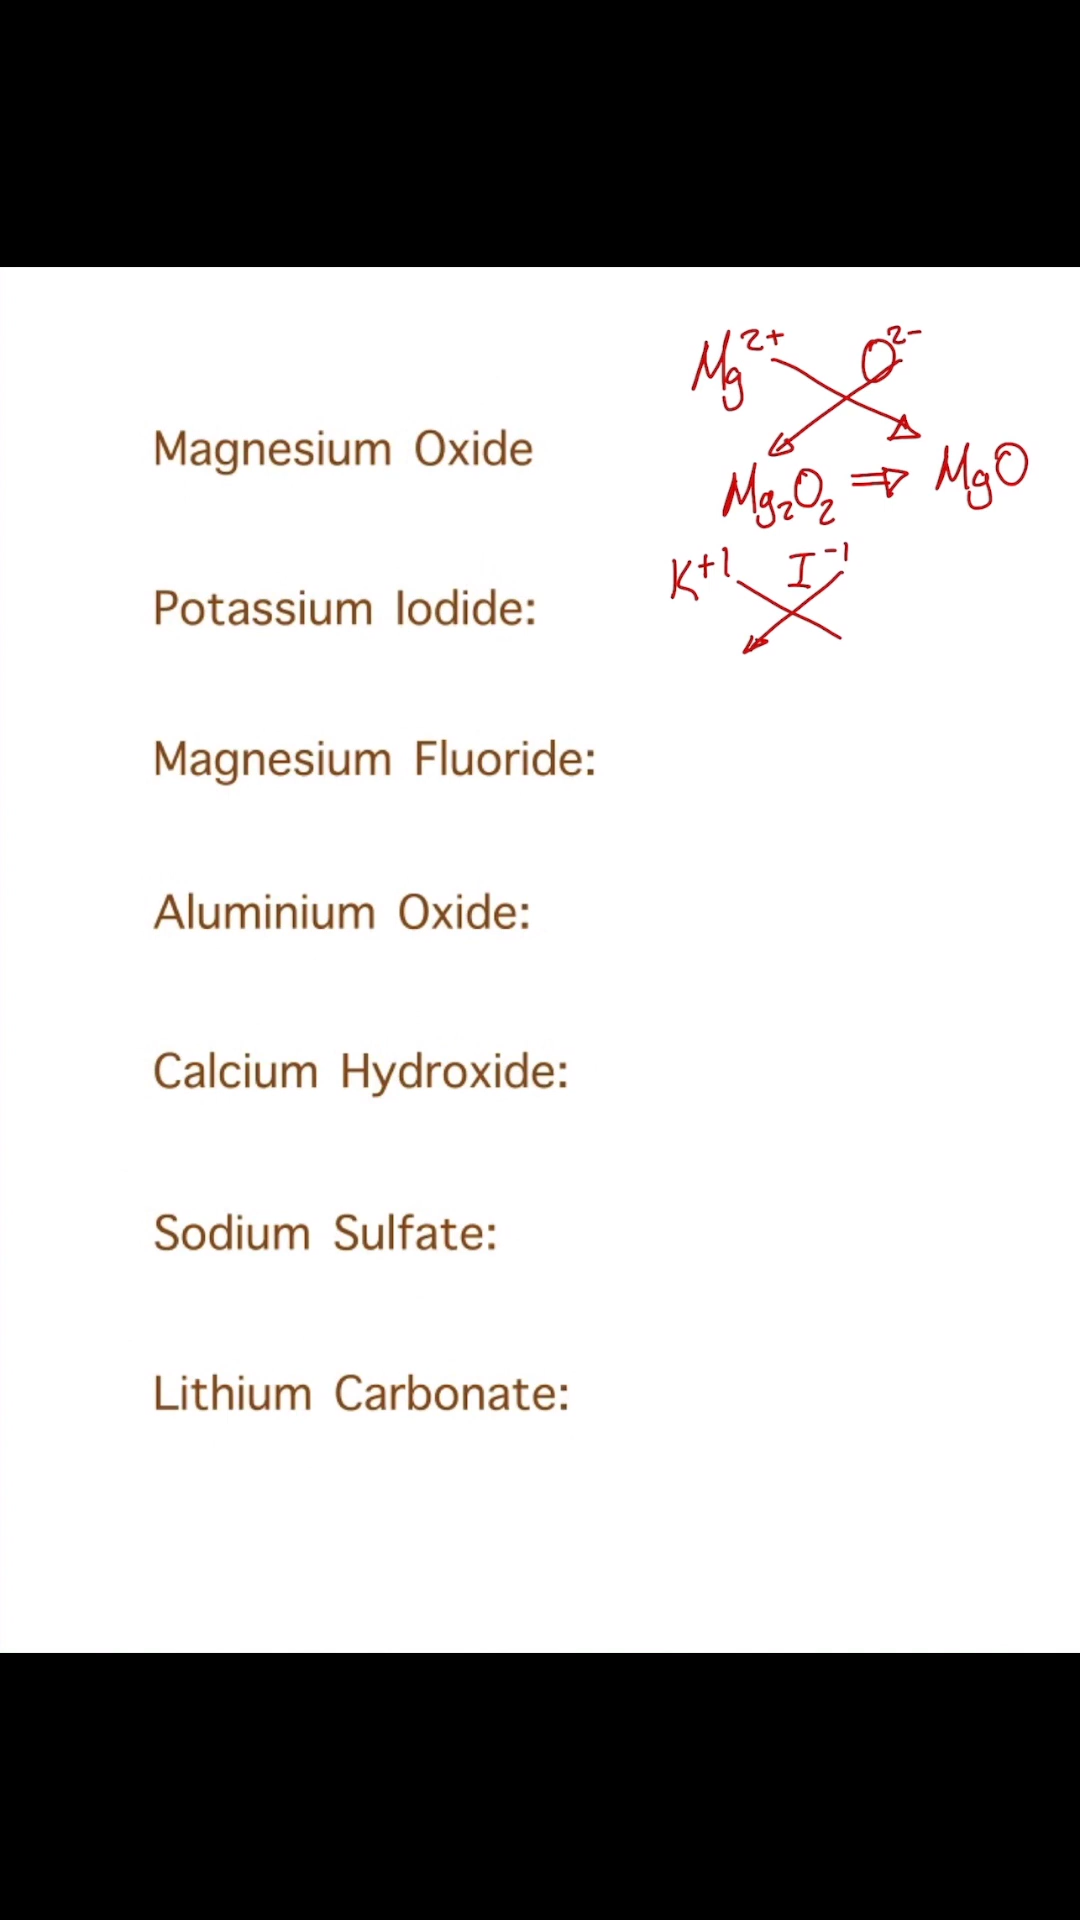 Mg²⁺ O²⁻
Magnesium Oxide
Mg₂O₂ ⇒ MgO
K⁺¹ I⁻¹
Potassium Iodide:
Magnesium Fluoride:
Aluminium Oxide:
Calcium Hydroxide:
Sodium Sulfate:
Lithium Carbonate: